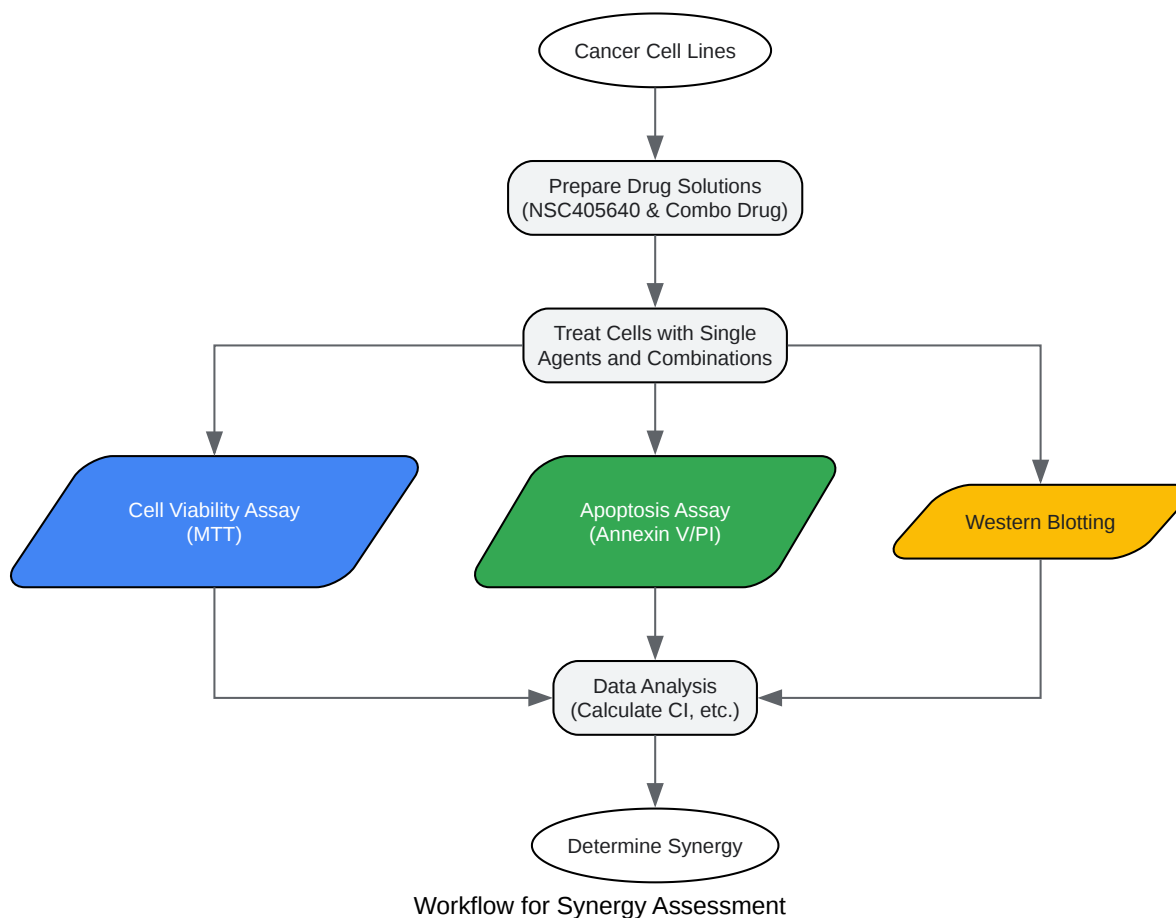 Cancer Cell Lines
Prepare Drug Solutions
(NSC405640 & Combo Drug)
Treat Cells with Single
Agents and Combinations
Cell Viability Assay
(MTT)
Apoptosis Assay
(Annexin V/PI)
Western Blotting
Data Analysis
(Calculate CI, etc.)
Determine Synergy
Workflow for Synergy Assessment